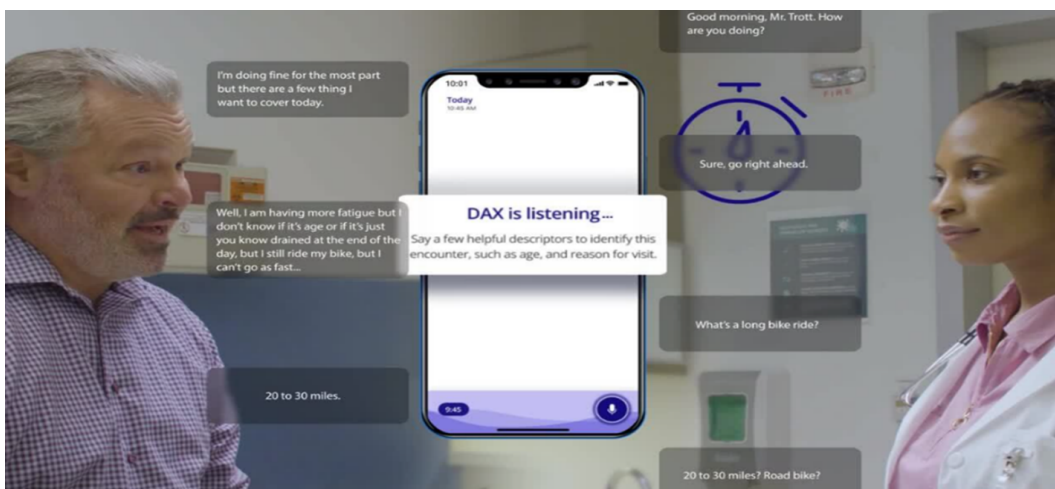 Good morning, Mr. Trott. How
are you doing?
I'm doing fine for the most part
but there are a few thing I
want to cover today.
10:01
Today
10:45 AM
FIRE
Sure, go right ahead.
DAX is listening...
Say a few helpful descriptors to identify this
encounter, such as age, and reason for visit.
Well, I am having more fatigue but I
don't know if it's age or if it's just
you know drained at the end of the
day, but I still ride my bike, but I
can't go as fast...
What's a long bike ride?
20 to 30 miles.
9:45
20 to 30 miles? Road bike?